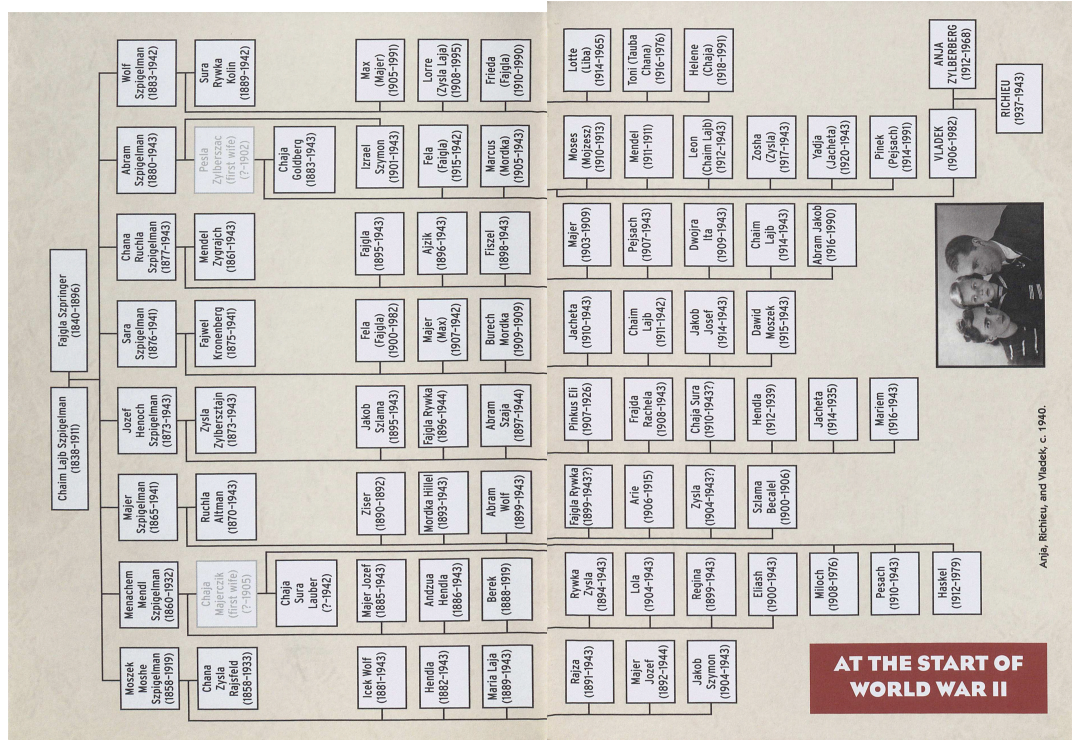 Chaim Lajb Szpigelman
(1838-1911)
Fajgla Szpringer
(1840-1896)
Moszek
Moshe
Szpigelman
(1858-1919)
Chana
Zysla
Rajsfeld
(1858-1933)
Icek Wolf
(1881-1943)
Hendla
(1882-1943)
Maria Laja
(1889-1943)
Rajza
(1891-1943)
Majer
Jozef
(1892-1944)
Jakob
Szymon
(1904-1943)
Menachem
Mendl
Szpigelman
(1860-1932)
Chaja
Majerczik
(first wife)
(?-1905)
Chaja
Sura
Lauber
(?-1942)
Majer Jozef
(1885-1943)
Andzua
Hendla
(1886-1943)
Berek
(1888-1919)
Rywka
Zysla
(1894-1943)
Lola
(1904-1943)
Regina
(1899-1943)
Eliash
(1900-1943)
Miloch
(1908-1976)
Pesach
(1910-1943)
Haskel
(1912-1979)
Majer
Szpigelman
(1865-1941)
Ruchla
Altman
(1870-1943)
Ziser
(1890-1892)
Mordka Hillel
(1893-1943)
Abram
Wolf
(1899-1943)
Fajgla Rywka
(1899-1943?)
Arie
(1906-1915)
Zysla
(1904-1943?)
Szlama
Becalel
(1900-1906)
Jozef
Henoch
Szpigelman
(1873-1943)
Zysla
Zylbersztajn
(1873-1943)
Jakob
Szlama
(1895-1943)
Fajgla Rywka
(1896-1944)
Abram
Szaja
(1897-1944)
Pinkus Eli
(1907-1926)
Frajda
Rachela
(1908-1943)
Chaja Sura
(1910-1943?)
Hendla
(1912-1939)
Jacheta
(1914-1935)
Mariem
(1916-1943)
Sara
Szpigelman
(1876-1941)
Fajwel
Kronenberg
(1875-1941)
Fela
(Fajgla)
(1900-1982)
Majer
(Max)
(1907-1942)
Burech
Mordka
(1909-1909)
Jacheta
(1910-1943)
Chaim
Lajb
(1911-1942)
Jakob
Josef
(1914-1943)
Dawid
Moszek
(1915-1943)
Chana
Ruchla
Szpigelman
(1877-1943)
Mendel
Zygrajch
(1861-1943)
Fajgla
(1895-1943)
Ajzik
(1896-1943)
Fiszel
(1898-1943)
Majer
(1903-1909)
Pejsach
(1907-1943)
Dwojra
Ita
(1909-1943)
Chaim
Lajb
(1914-1943)
Abram Jakob
(1916-1990)
Abram
Szpigelman
(1880-1943)
Pesla
Zylberszac
(first wife)
(?-1902)
Chaja
Goldberg
(1883-1943)
Izrael
Szymon
(1901-1943)
Fela
(Faigla)
(1915-1942)
Marcus
(Mordka)
(1905-1943)
Moses
(Mojzesz)
(1910-1913)
Mendel
(1911-1911)
Leon
(Chaim Lajb)
(1912-1943)
Zosha
(Zysla)
(1917-1943)
Yadja
(Jacheta)
(1920-1943)
Pinek
(Pejsach)
(1914-1991)
VLADEK
(1906-1982)
ANJA
ZYLBERBERG
(1912-1968)
RICHIEU
(1937-1943)
Wolf
Szpigelman
(1883-1942)
Sura
Rywka
Kolin
(1889-1942)
Max
(Majer)
(1905-1991)
Lorre
(Zysla Laja)
(1908-1995)
Frieda
(Fajgla)
(1910-1990)
Lotte
(Liba)
(1914-1965)
Toni (Tauba
Chana)
(1916-1976)
Helene
(Chaja)
(1918-1991)
Anja, Richieu, and Vladek, c. 1940.
AT THE START OF
WORLD WAR II